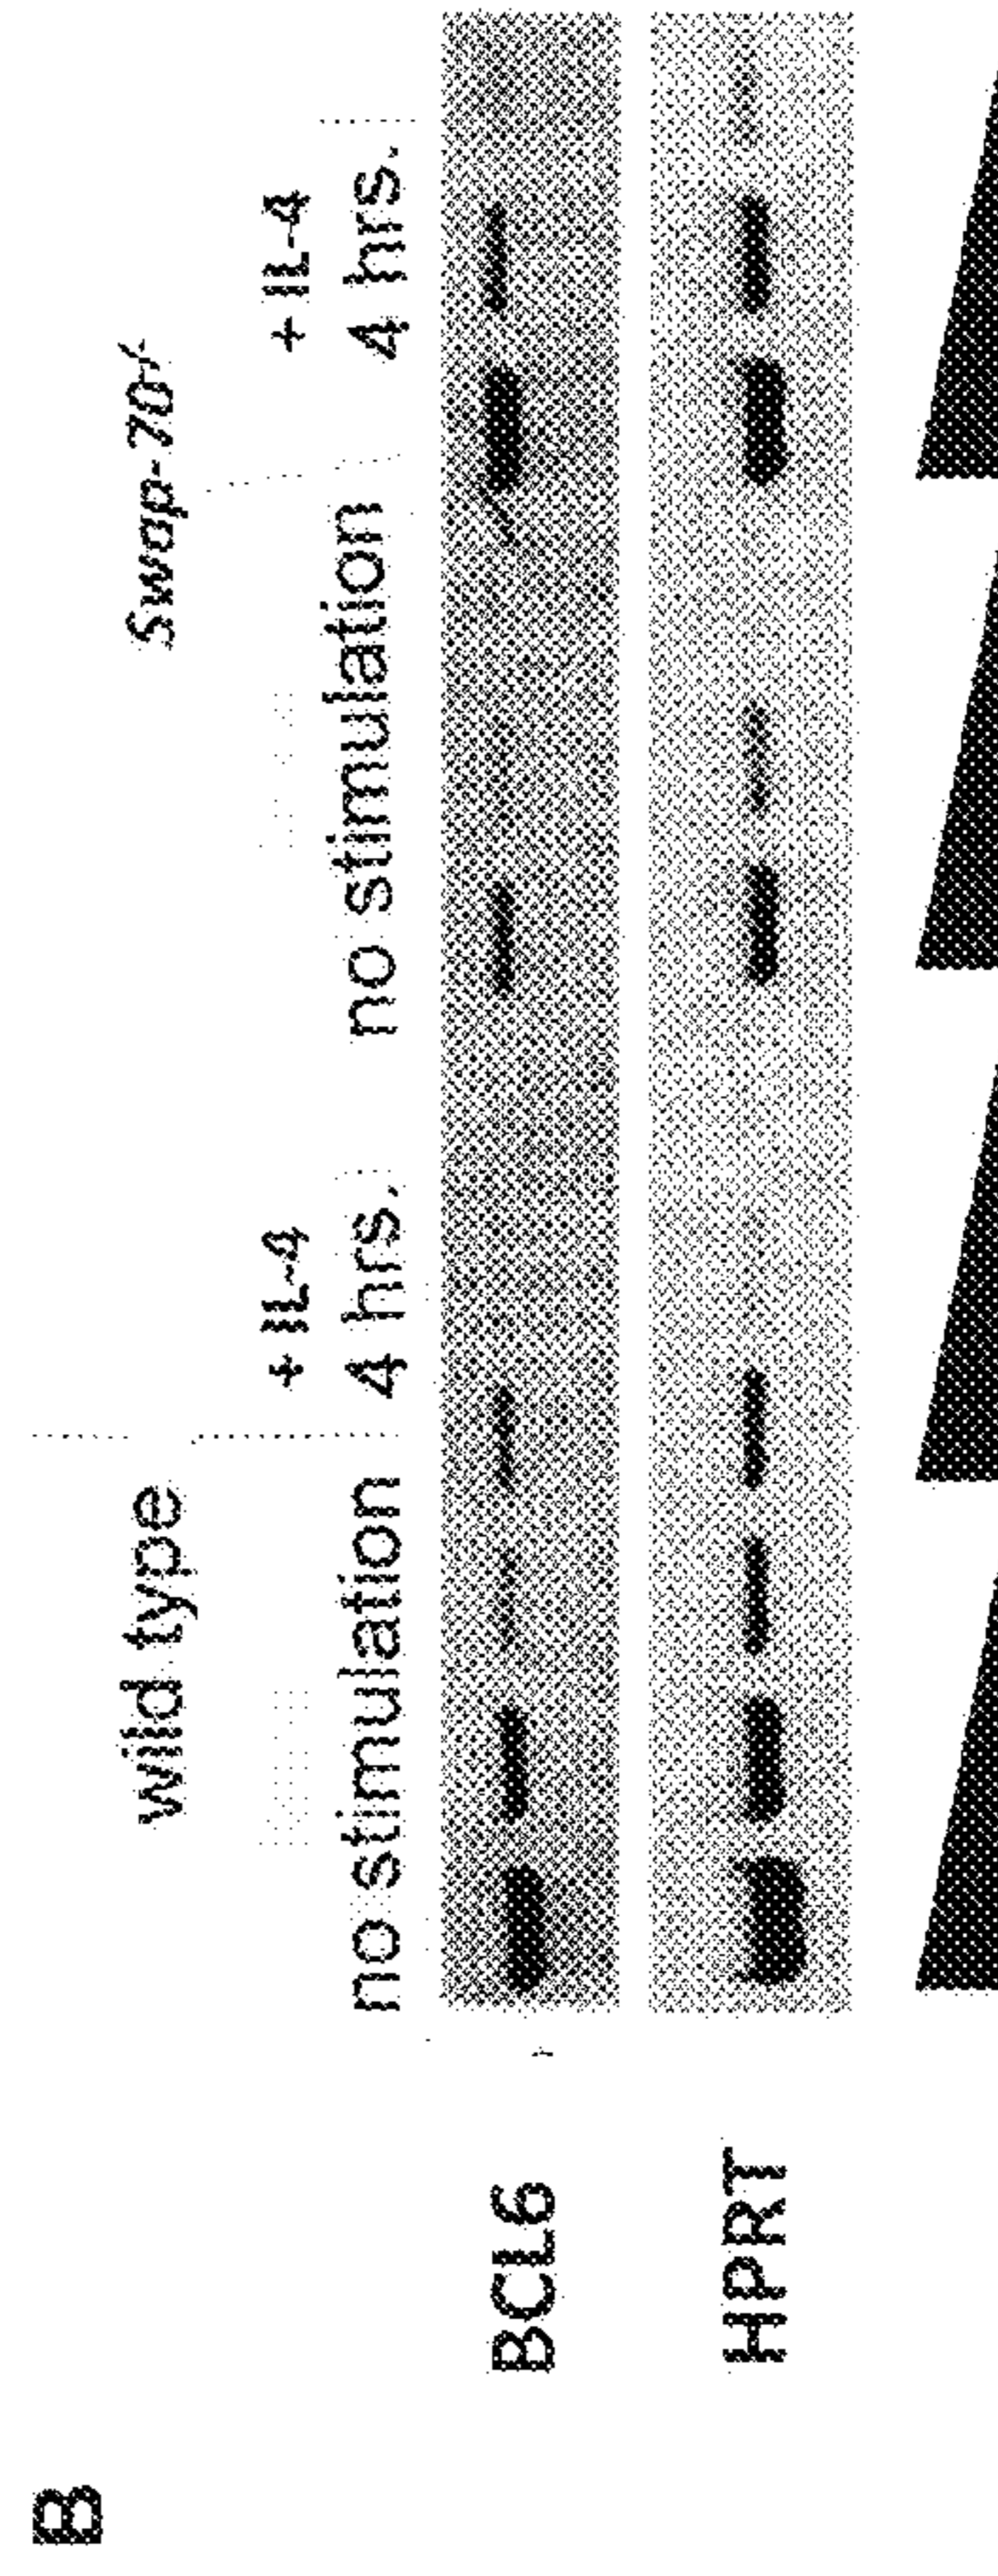 B
wild type
Swap-70-/-
no stimulation
+ IL-4
4 hrs.
no stimulation
+ IL-4
4 hrs.
BCL6
HPRT